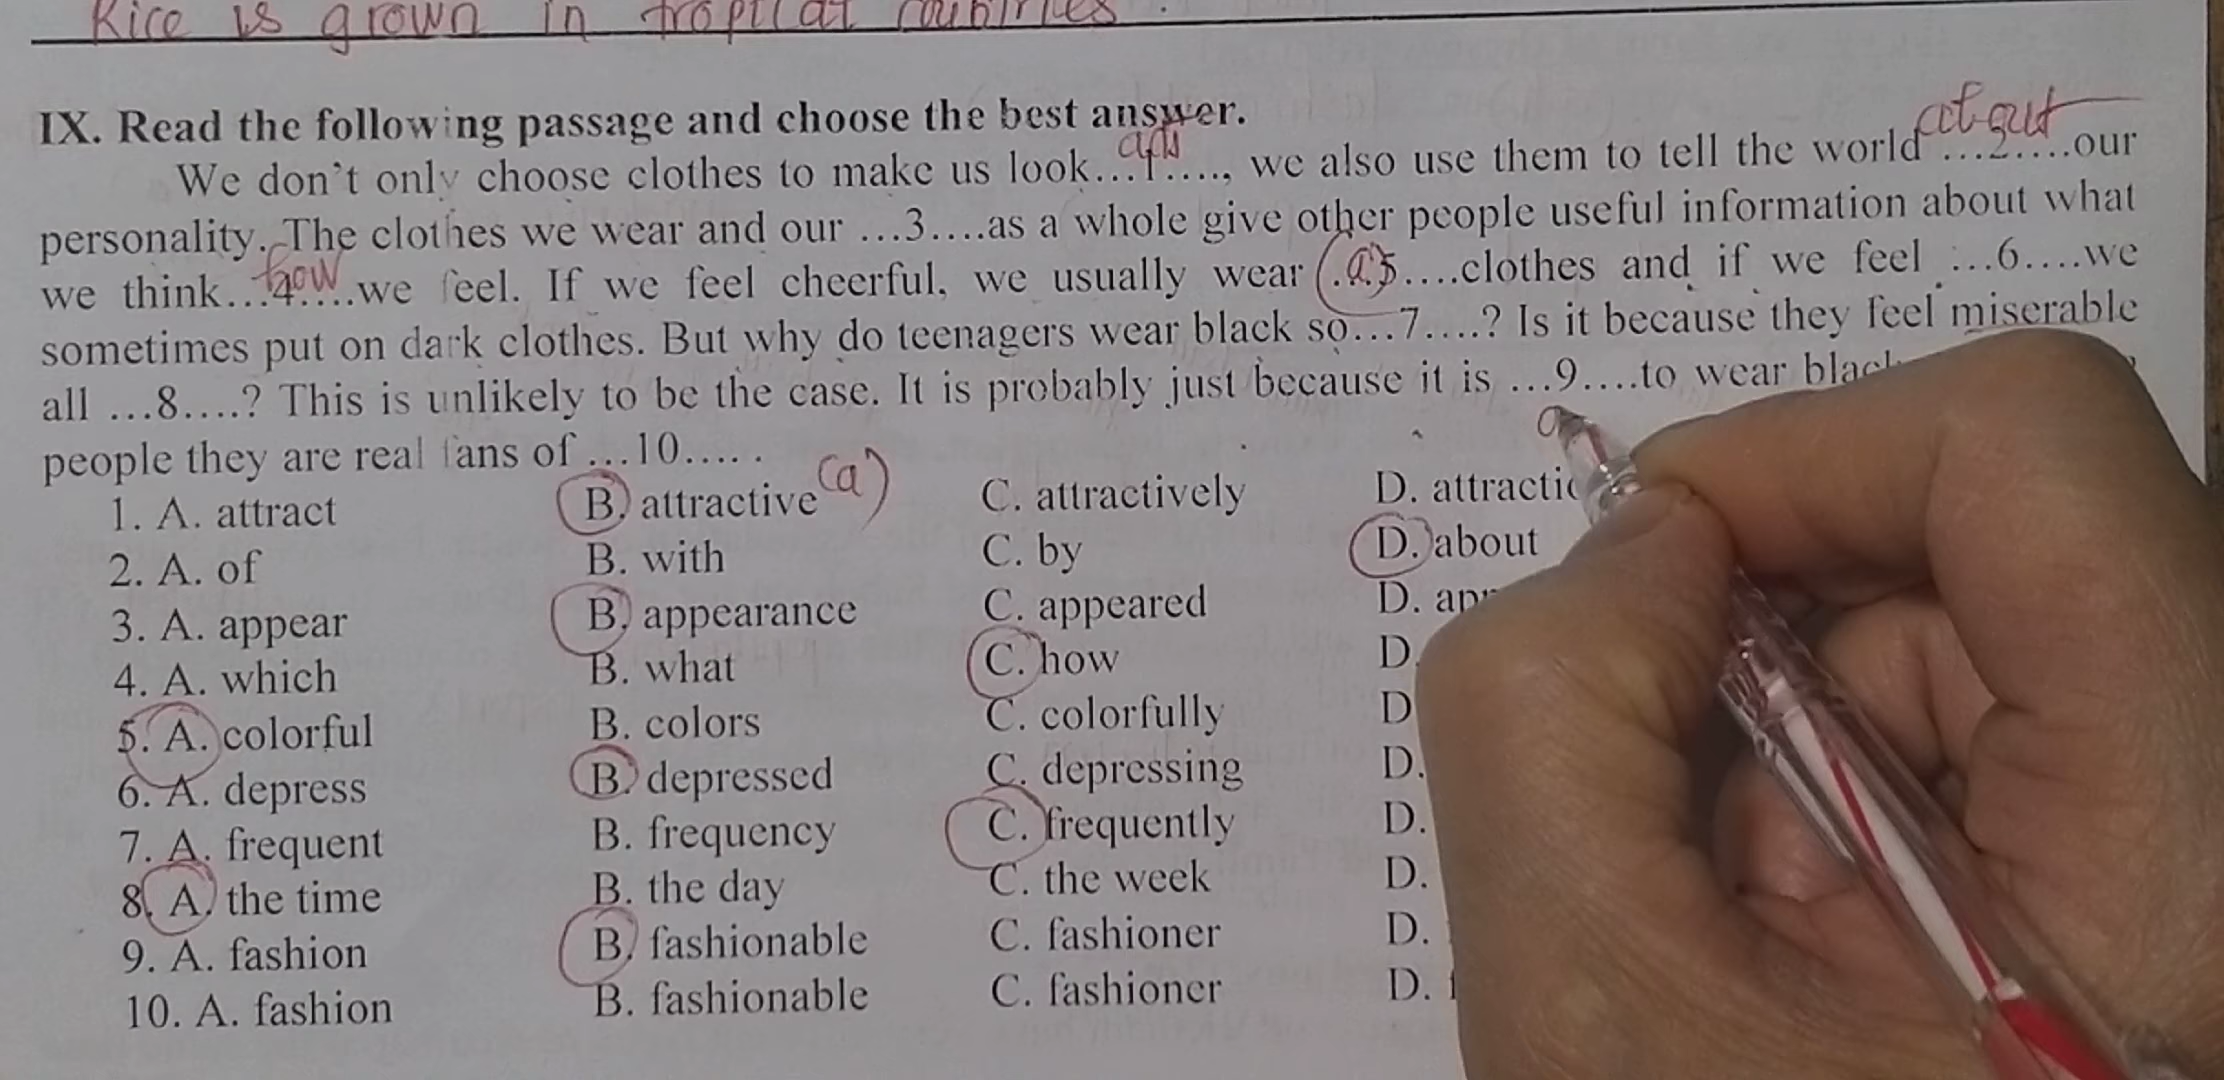 Rice is grown in tropical countries.
IX. Read the following passage and choose the best answer.
about
We don't only choose clothes to make us look...1...., we also use them to tell the world ...2....our
personality. The clothes we wear and our ...3....as a whole give other people useful information about what
how
we think...4....we feel. If we feel cheerful, we usually wear ...5....clothes and if we feel ...6....we
sometimes put on dark clothes. But why do teenagers wear black so...7....? Is it because they feel miserable
all ...8....? This is unlikely to be the case. It is probably just because it is ...9....to wear
people they are real fans of ...10.....
1. A. attract B. attractive (a) C. attractively D.
2. A. of B. with C. by D. about
3. A. appear B. appearance C. appeared D.
4. A. which B. what C. how D.
5. A. colorful B. colors C. colorfully D
6. A. depress B. depressed C. depressing D.
7. A. frequent B. frequency C. frequently D.
8. A. the time B. the day C. the week D.
9. A. fashion B. fashionable C. fashioner D.
10. A. fashion B. fashionable C. fashioner D.